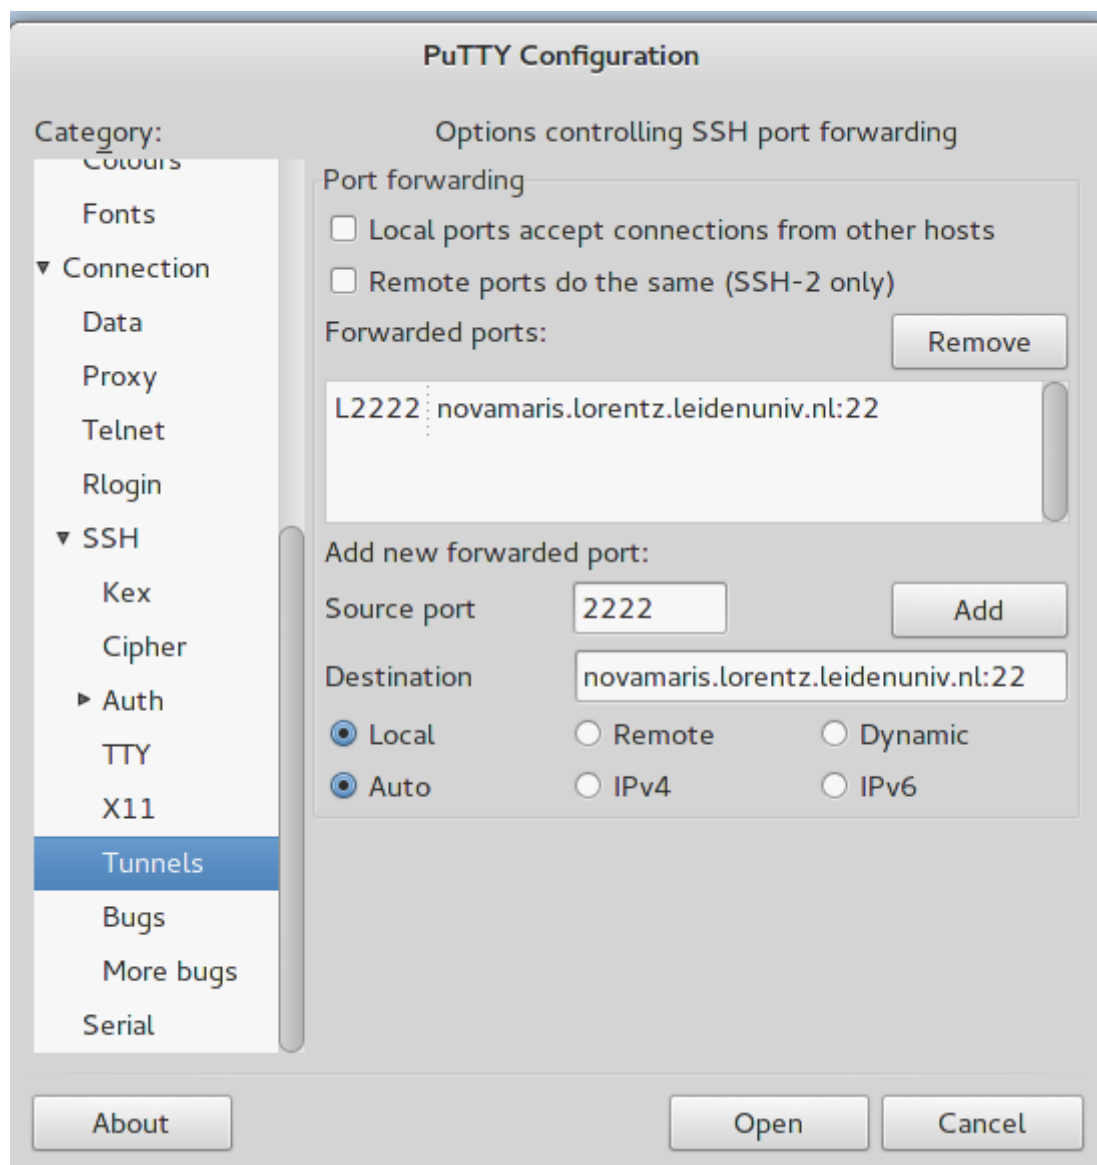 PuTTY Configuration
Category:
Options controlling SSH port forwarding
Colours
Fonts
Connection
Data
Proxy
Telnet
Rlogin
SSH
Kex
Cipher
Auth
TTY
X11
Tunnels
Bugs
More bugs
Serial
Port forwarding
Local ports accept connections from other hosts
Remote ports do the same (SSH-2 only)
Forwarded ports:
Remove
L2222 novamaris.lorentz.leidenuniv.nl:22
Add new forwarded port:
Source port 2222 Add
Destination novamaris.lorentz.leidenuniv.nl:22
Local Remote Dynamic
Auto IPv4 IPv6
About Open Cancel